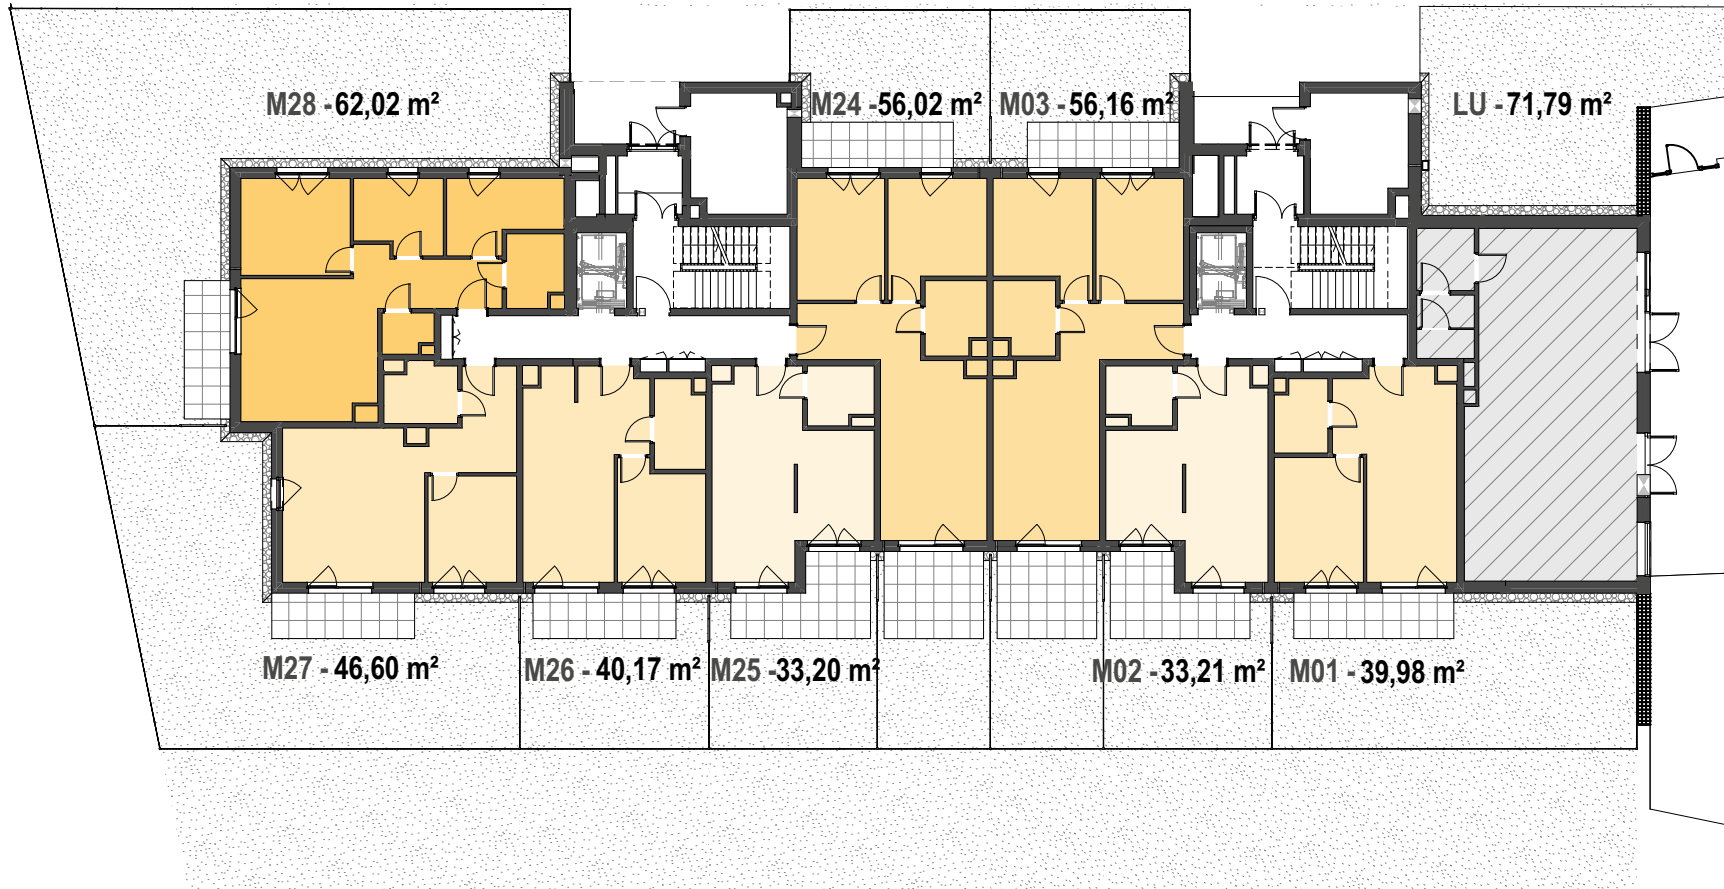 M28 - 62,02 m²
M24 - 56,02 m²
M03 - 56,16 m²
LU - 71,79 m²
M27 - 46,60 m²
M26 - 40,17 m²
M25 - 33,20 m²
M02 - 33,21 m²
M01 - 39,98 m²